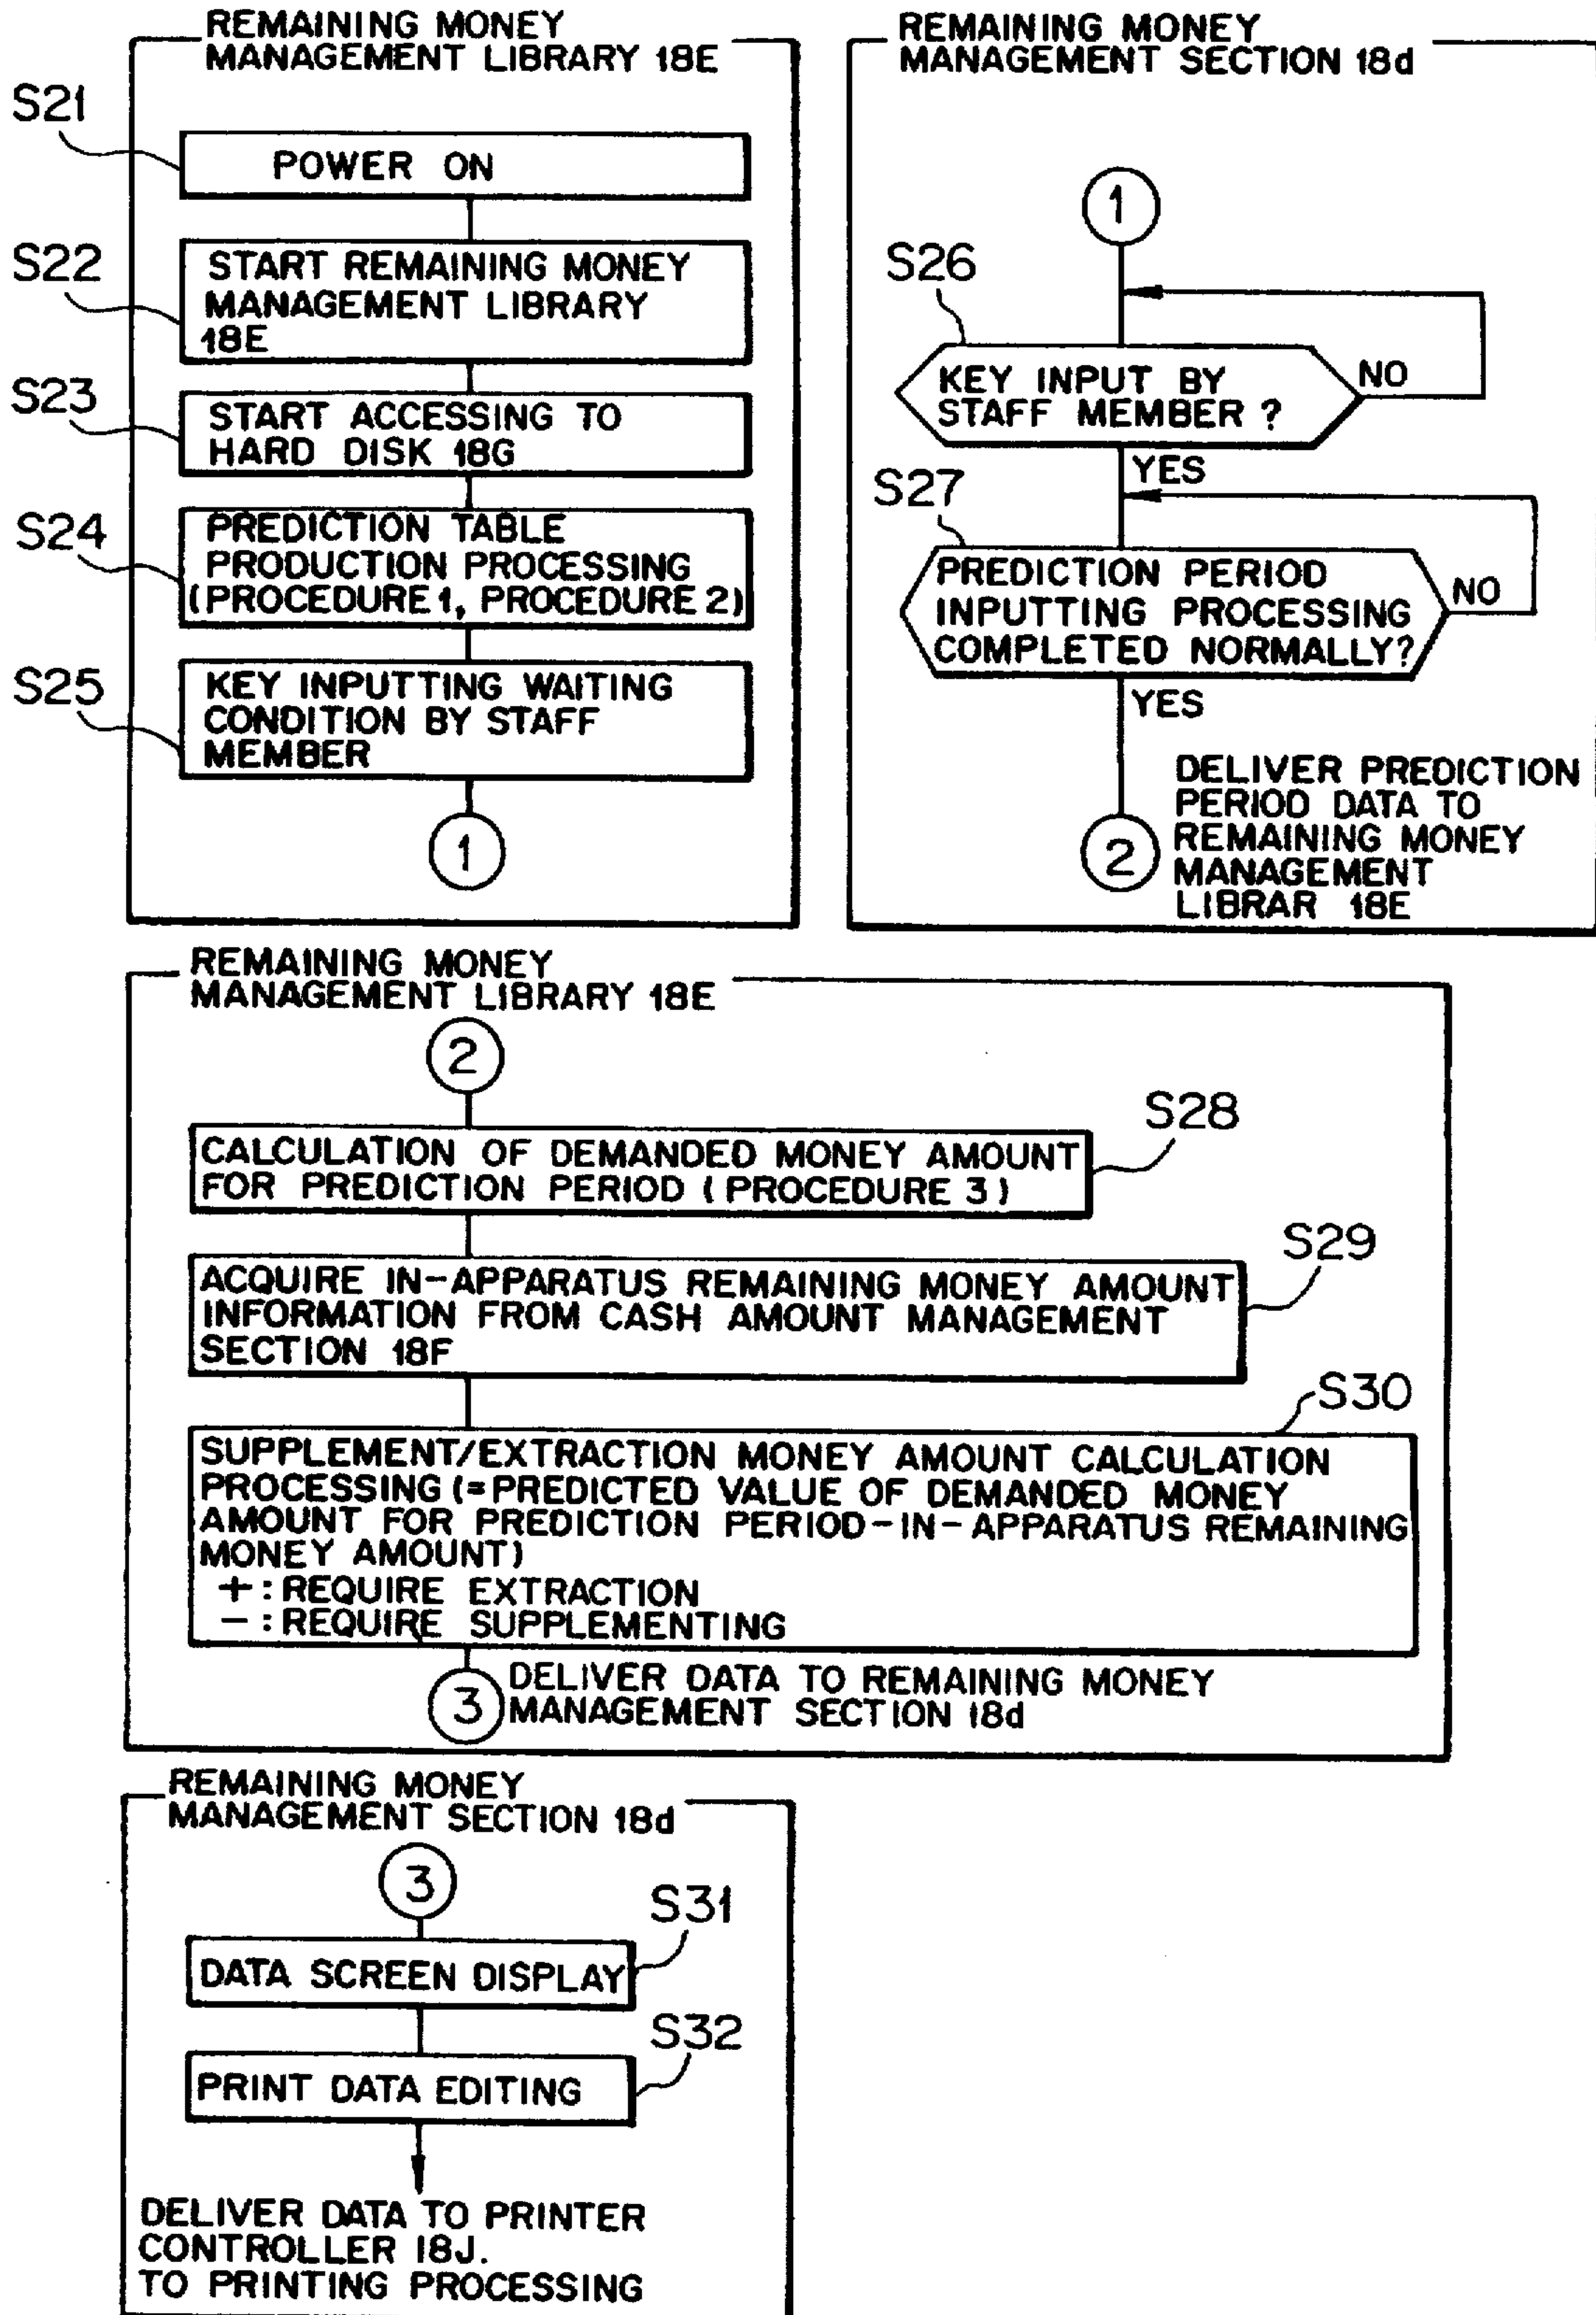 REMAINING MONEY
MANAGEMENT LIBRARY 18E
S21
POWER ON
S22
START REMAINING MONEY
MANAGEMENT LIBRARY
18E
S23
START ACCESSING TO
HARD DISK 18G
S24
PREDICTION TABLE
PRODUCTION PROCESSING
(PROCEDURE 1, PROCEDURE 2)
S25
KEY INPUTTING WAITING
CONDITION BY STAFF
MEMBER
1
REMAINING MONEY
MANAGEMENT SECTION 18d
1
S26
KEY INPUT BY
STAFF MEMBER ?
NO
YES
S27
PREDICTION PERIOD
INPUTTING PROCESSING
COMPLETED NORMALLY?
NO
YES
2
DELIVER PREDICTION
PERIOD DATA TO
REMAINING MONEY
MANAGEMENT
LIBRAR 18E
REMAINING MONEY
MANAGEMENT LIBRARY 18E
2
S28
CALCULATION OF DEMANDED MONEY AMOUNT
FOR PREDICTION PERIOD (PROCEDURE 3)
S29
ACQUIRE IN-APPARATUS REMAINING MONEY AMOUNT
INFORMATION FROM CASH AMOUNT MANAGEMENT
SECTION 18F
S30
SUPPLEMENT/EXTRACTION MONEY AMOUNT CALCULATION
PROCESSING (=PREDICTED VALUE OF DEMANDED MONEY
AMOUNT FOR PREDICTION PERIOD-IN-APPARATUS REMAINING
MONEY AMOUNT)
+ : REQUIRE EXTRACTION
- : REQUIRE SUPPLEMENTING
3
DELIVER DATA TO REMAINING MONEY
MANAGEMENT SECTION 18d
REMAINING MONEY
MANAGEMENT SECTION 18d
3
S31
DATA SCREEN DISPLAY
S32
PRINT DATA EDITING
DELIVER DATA TO PRINTER
CONTROLLER 18J.
TO PRINTING PROCESSING